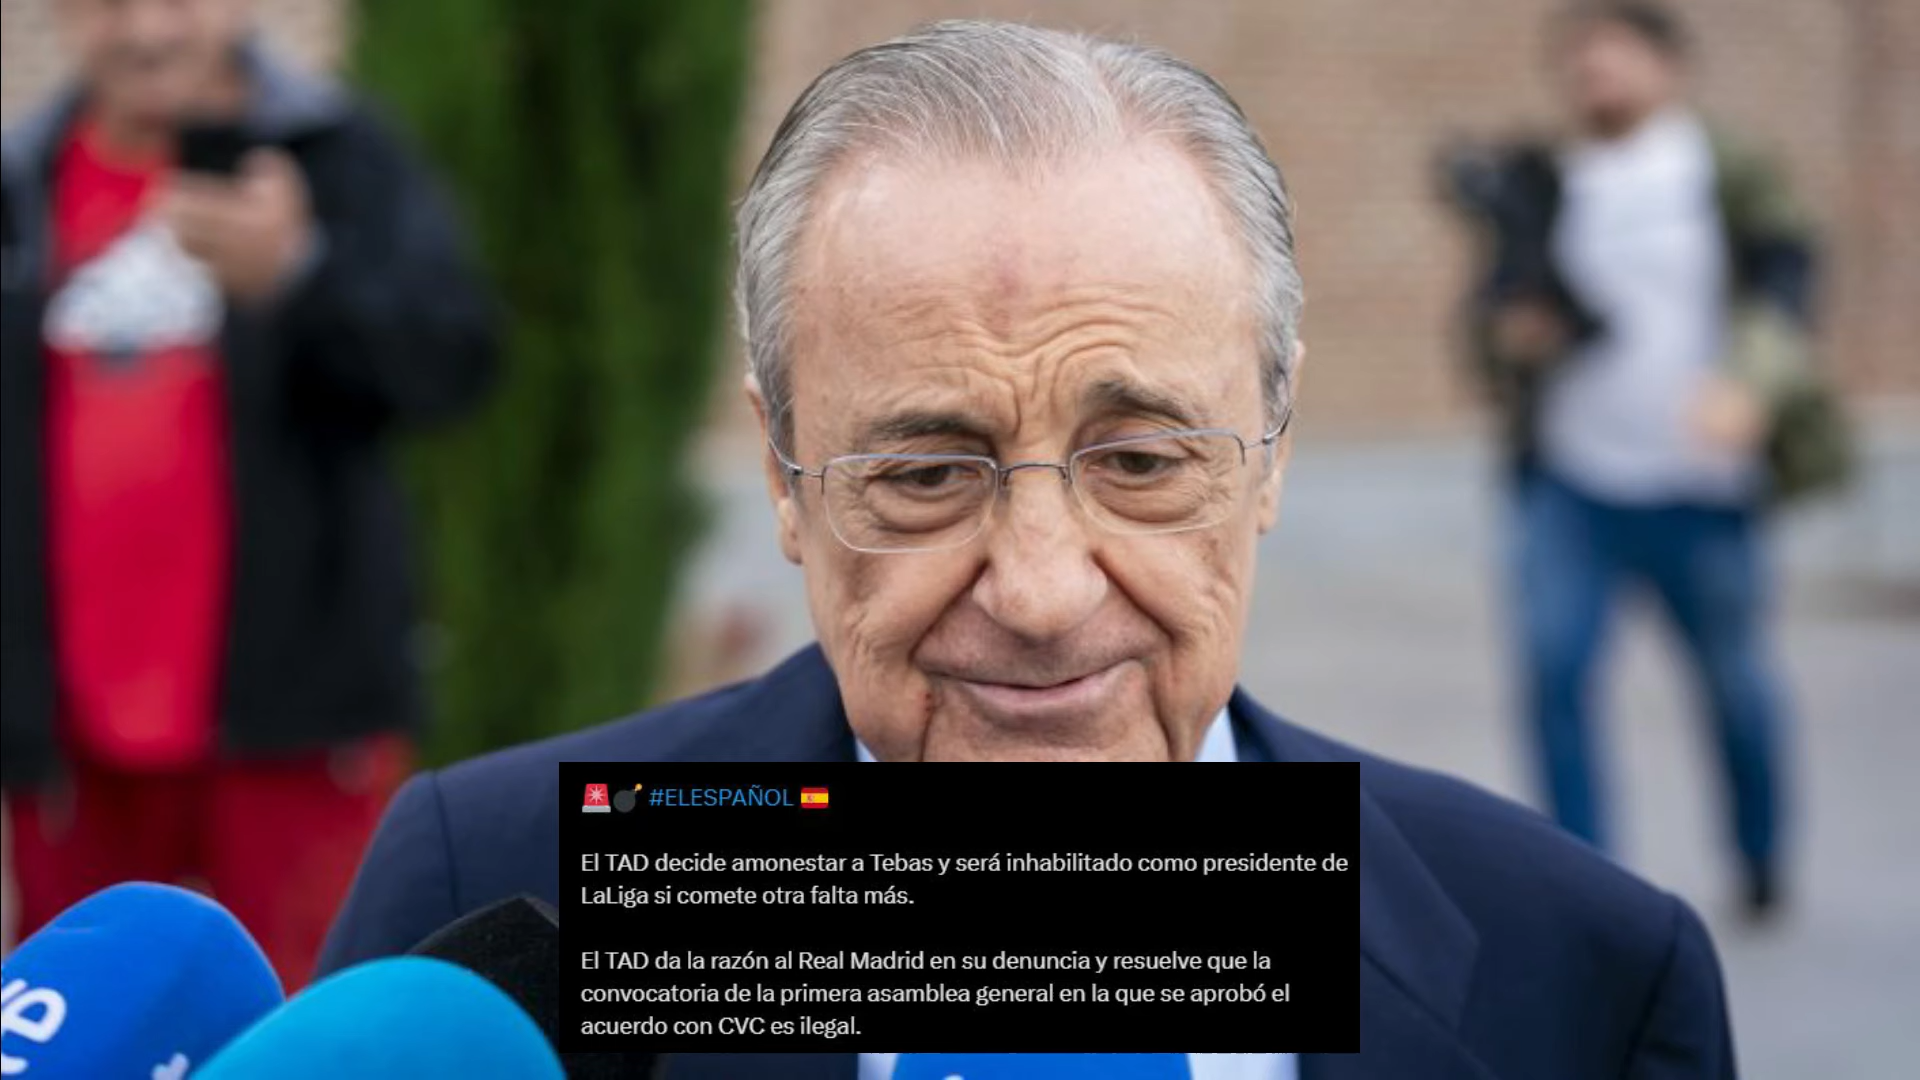 🚨💣 #ELESPAÑOL 🇪🇸
El TAD decide amonestar a Tebas y será inhabilitado como presidente de
LaLiga si comete otra falta más.
El TAD da la razón al Real Madrid en su denuncia y resuelve que la
convocatoria de la primera asamblea general en la que se aprobó el
acuerdo con CVC es ilegal.